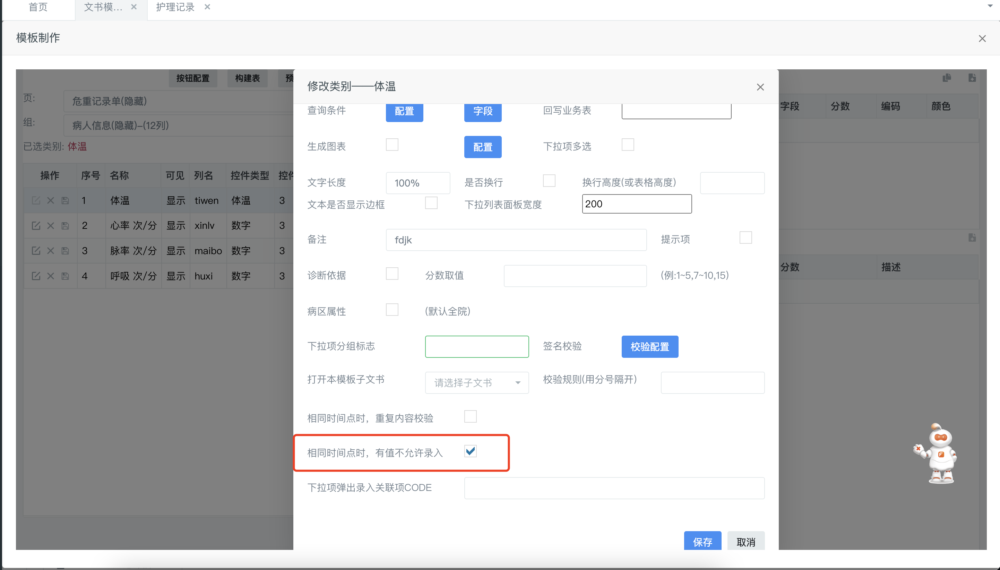 首页
文书模...
护理记录
模板制作
按钮配置
构建表
预
页:
危重记录单(隐藏)
组:
病人信息(隐藏)-(12列)
已选类别: 体温
操作 序号 名称 可见 列名 控件类型 控件
1 体温 显示 tiwen 体温 3
2 心率 次/分 显示 xinlv 数字 3
3 脉率 次/分 显示 maibo 数字 3
4 呼吸 次/分 显示 huxi 数字 3
修改类别——体温
查询条件 配置 字段 回写业务表
生成图表 配置 下拉项多选
文字长度 100% 是否换行 换行高度(或表格高度)
文本是否显示边框 下拉列表面板宽度 200
备注 fdjk 提示项
诊断依据 分数取值 (例:1~5,7~10,15)
病区属性 (默认全院)
下拉项分组标志 签名校验 校验配置
打开本模板子文书 请选择子文书 校验规则(用分号隔开)
相同时间点时，重复内容校验
相同时间点时，有值不允许录入
下拉项弹出录入关联项CODE
保存 取消
字段 分数 编码 颜色
分数 描述
F